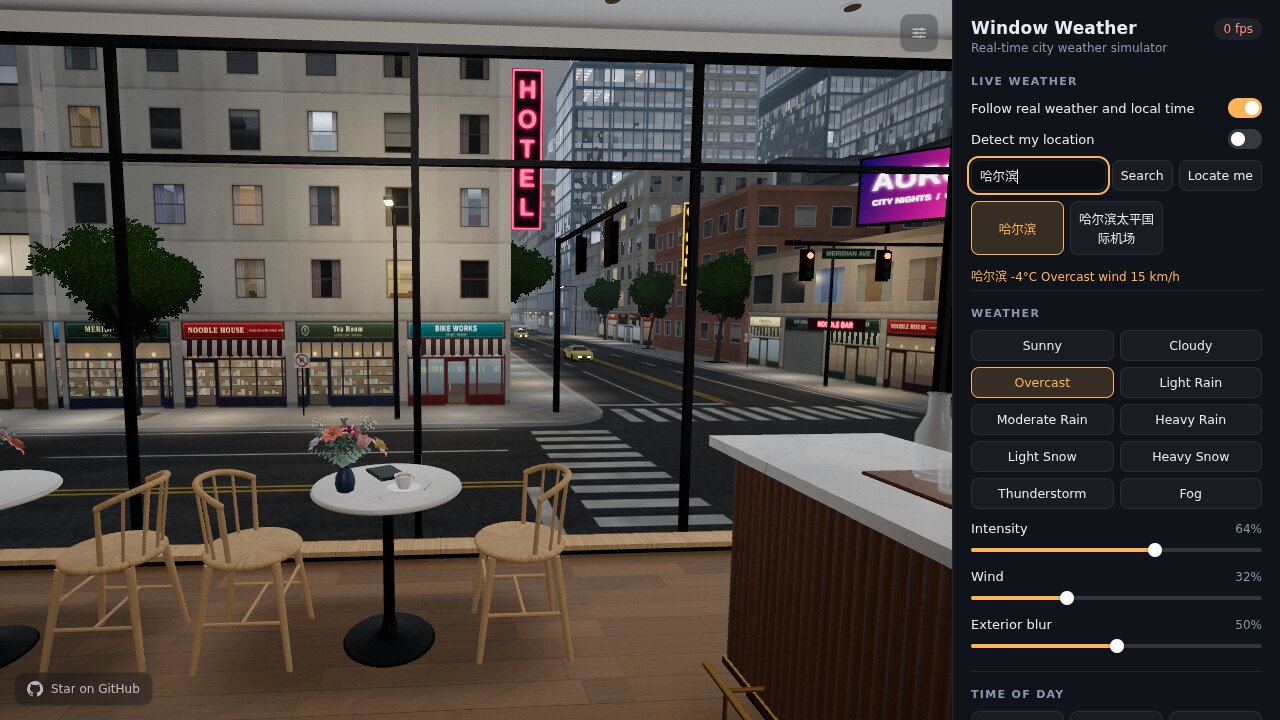 HOTEL
AUR
CITY NIGHTS /
MERIDIAN AVE
NOODLE HOUSE
Tea Room
BIKE WORKS
NOODLE BAR
NOODLE HOUSE
Star on GitHub
Window Weather
0 fps
Real-time city weather simulator
LIVE WEATHER
Follow real weather and local time
Detect my location
哈尔滨
Search
Locate me
哈尔滨
哈尔滨太平国
际机场
哈尔滨 -4°C Overcast wind 15 km/h
WEATHER
Sunny
Cloudy
Overcast
Light Rain
Moderate Rain
Heavy Rain
Light Snow
Heavy Snow
Thunderstorm
Fog
Intensity
64%
Wind
32%
Exterior blur
50%
TIME OF DAY